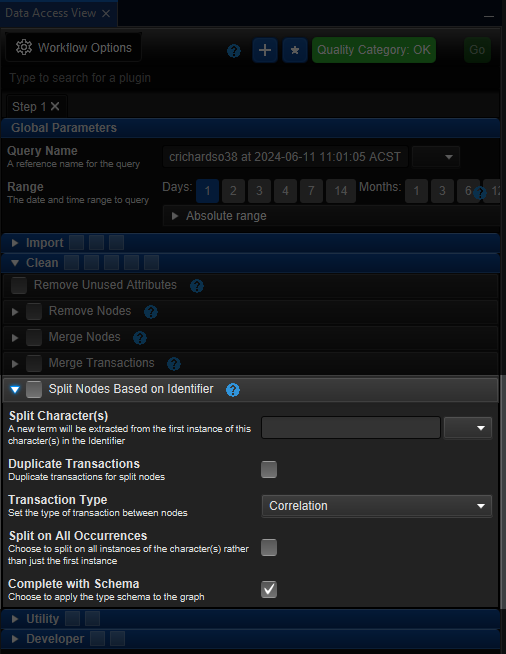 Data Access View ×
Workflow Options
Quality Category: OK
Go
Type to search for a plugin
Step 1
Global Parameters
Query Name
A reference name for the query
crichardso38 at 2024-06-11 11:01:05 ACST
Range
The date and time range to query
Days: 1 2 3 4 7 14 Months: 1 3 6 12
Absolute range
Import
Clean
Remove Unused Attributes ?
Remove Nodes ?
Merge Nodes ?
Merge Transactions ?
Split Nodes Based on Identifier ?
Split Character(s)
A new term will be extracted from the first instance of this
character(s) in the Identifier
Duplicate Transactions
Duplicate transactions for split nodes
Transaction Type
Set the type of transaction between nodes
Correlation
Split on All Occurrences
Choose to split on all instances of the character(s) rather
than just the first instance
Complete with Schema
Choose to apply the type schema to the graph
Utility
Developer